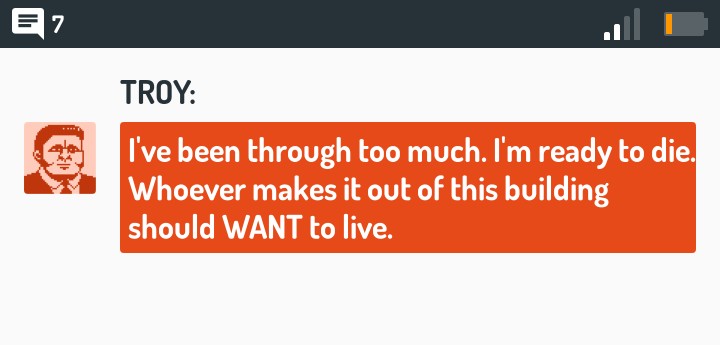 7
TROY:
I've been through too much. I'm ready to die.
Whoever makes it out of this building
should WANT to live.